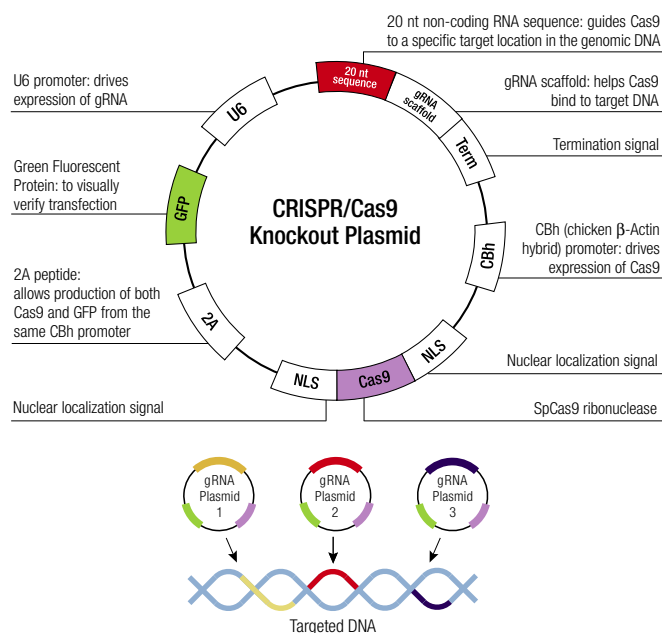 20 nt non-coding RNA sequence: guides Cas9
to a specific target location in the genomic DNA
U6 promoter: drives
expression of gRNA
gRNA scaffold: helps Cas9
bind to target DNA
Termination signal
Green Fluorescent
Protein: to visually
verify transfection
CBh (chicken β-Actin
hybrid) promoter: drives
expression of Cas9
2A peptide:
allows production of both
Cas9 and GFP from the
same CBh promoter
Nuclear localization signal
Nuclear localization signal
SpCas9 ribonuclease
20 nt
sequence
gRNA
scaffold
Term
CBh
NLS
Cas9
NLS
2A
GFP
U6
CRISPR/Cas9
Knockout Plasmid
gRNA
Plasmid
1
gRNA
Plasmid
2
gRNA
Plasmid
3
Targeted DNA